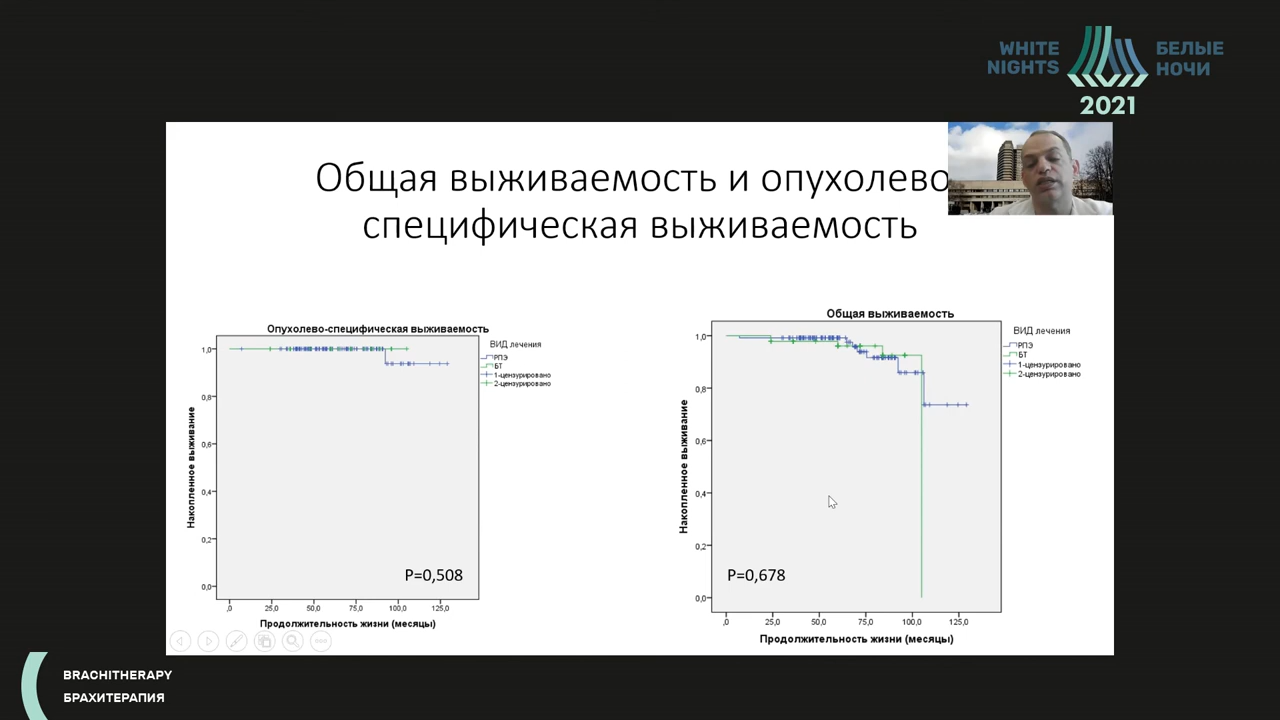 WHITE
NIGHTS
БЕЛЫЕ
НОЧИ
2021
Общая выживаемость и опухолево
специфическая выживаемость
Опухолево-специфическая выживаемость
ВИД лечения
РПЭ
БТ
1-цензурировано
2-цензурировано
Накопленное выживание
1,0
0,8
0,6
0,4
0,2
0,0
P=0,508
,0 25,0 50,0 75,0 100,0 125,0
Продолжительность жизни (месяцы)
Общая выживаемость
ВИД лечения
РПЭ
БТ
1-цензурировано
2-цензурировано
Накопленное выживание
1,0
0,8
0,6
0,4
0,2
0,0
P=0,678
,0 25,0 50,0 75,0 100,0 125,0
Продолжительность жизни (месяцы)
BRACHITHERAPY
БРАХИТЕРАПИЯ